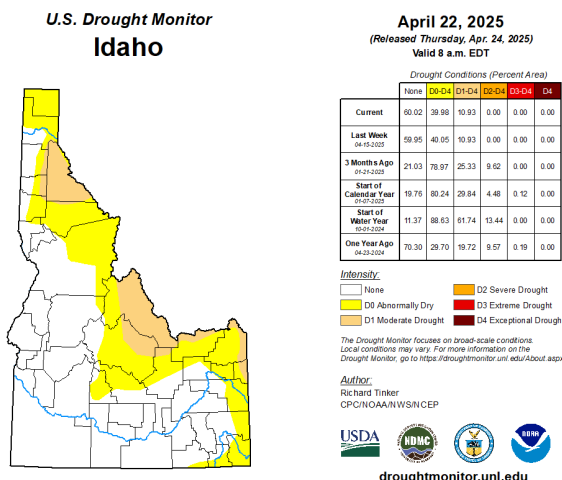 U.S. Drought Monitor
Idaho
April 22, 2025
(Released Thursday, Apr. 24, 2025)
Valid 8 a.m. EDT
Drought Conditions (Percent Area)
None D0-D4 D1-D4 D2-D4 D3-D4 D4
Current 60.02 39.98 10.93 0.00 0.00 0.00
Last Week 04-15-2025 59.95 40.05 10.93 0.00 0.00 0.00
3 Months Ago 01-21-2025 21.03 78.97 25.33 9.62 0.00 0.00
Start of Calendar Year 01-07-2025 19.76 80.24 29.84 4.48 0.12 0.00
Start of Water Year 10-01-2024 11.37 88.63 61.74 13.44 0.00 0.00
One Year Ago 04-23-2024 70.30 29.70 19.72 9.57 0.19 0.00
Intensity:
None D2 Severe Drought
D0 Abnormally Dry D3 Extreme Drought
D1 Moderate Drought D4 Exceptional Drough
The Drought Monitor focuses on broad-scale conditions.
Local conditions may vary. For more information on the
Drought Monitor, go to https://droughtmonitor.unl.edu/About.aspx
Author:
Richard Tinker
CPC/NOAA/NWS/NCEP
USDA NDMC NOAA
droughtmonitor.unl.edu